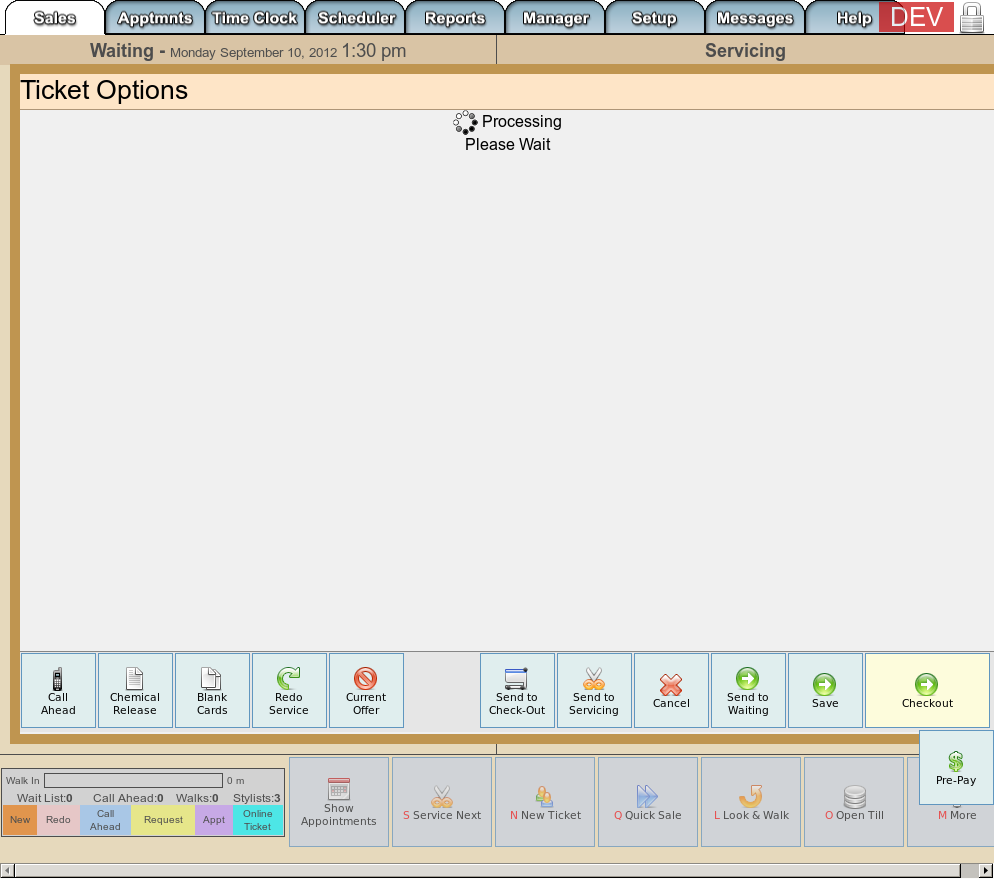 Sales Apptmnts Time Clock Scheduler Reports Manager Setup Messages Help DEV
Waiting - Monday September 10, 2012 1:30 pm
Servicing
Ticket Options
Processing
Please Wait
Call
Ahead
Chemical
Release
Blank
Cards
Redo
Service
Current
Offer
Send to
Check-Out
Send to
Servicing
Cancel
Send to
Waiting
Save
Checkout
Pre-Pay
Walk In 0 m
Wait List:0 Call Ahead:0 Walks:0 Stylists:3
New
Redo
Call
Ahead
Request
Appt
Online
Ticket
Show
Appointments
S Service Next
N New Ticket
Q Quick Sale
L Look & Walk
O Open Till
M More